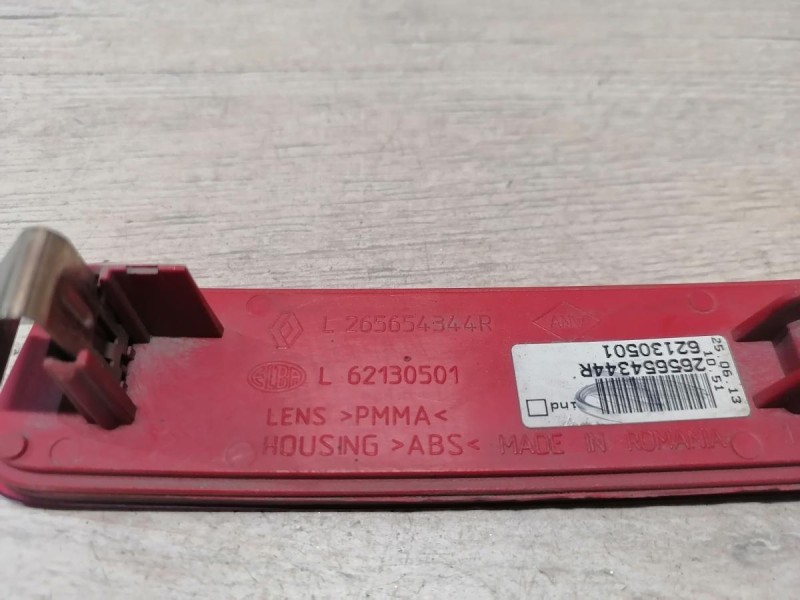 L 265654344R
L 62130501
LENS >PMMA<
HOUSING >ABS< MADE IN ROMANIA
25.06.13
10.51
265654344R
62130501